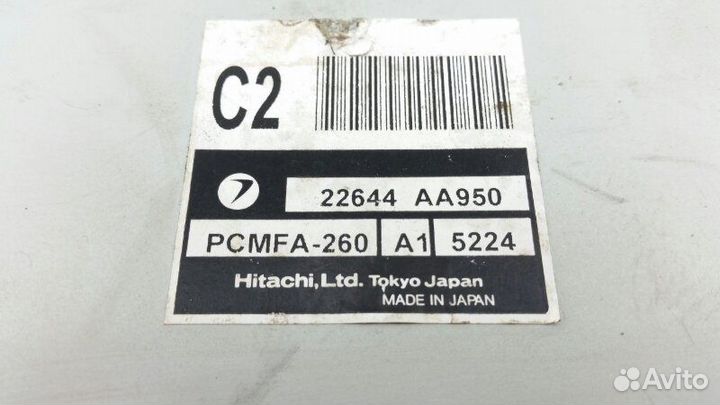 C2
22644 AA950
PCMFA-260 A1 5224
Hitachi,Ltd. Tokyo Japan
MADE IN JAPAN
Avito